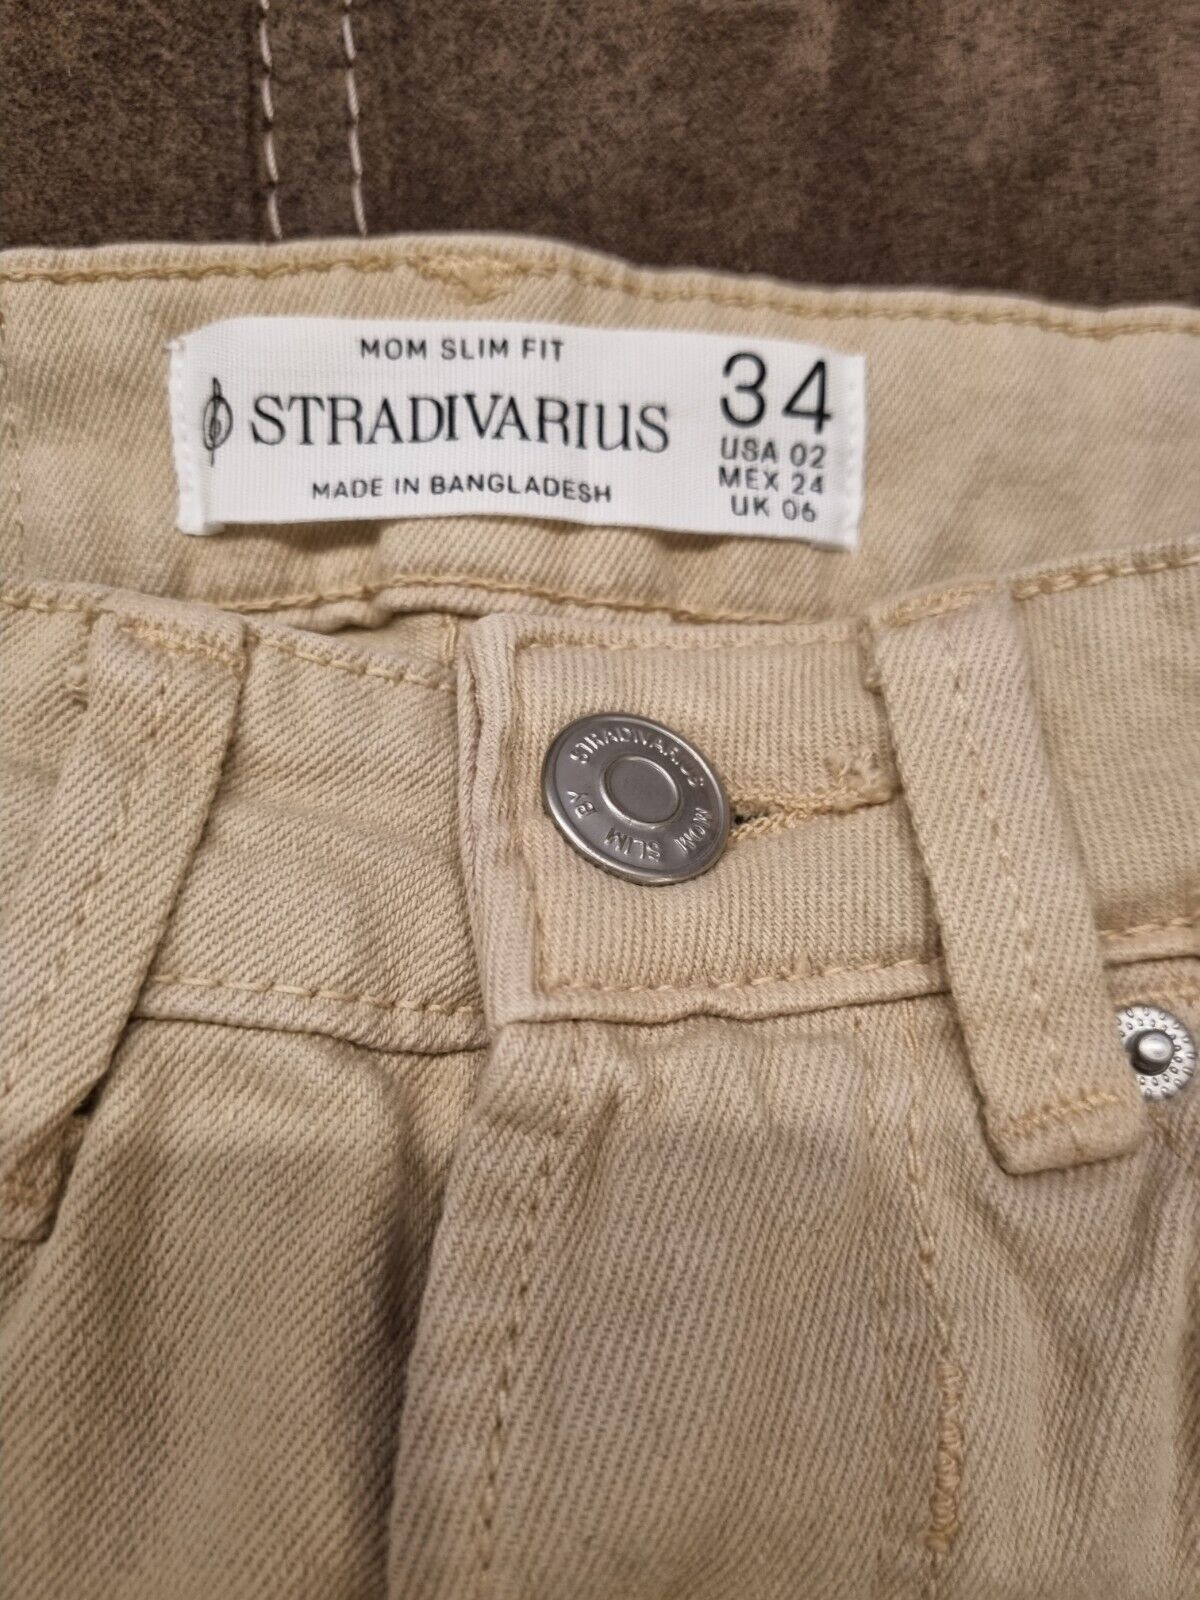 MOM SLIM FIT
STRADIVARIUS
MADE IN BANGLADESH
34
USA 02
MEX 24
UK 06
STRADIVARIUS
MOM SLIM BY